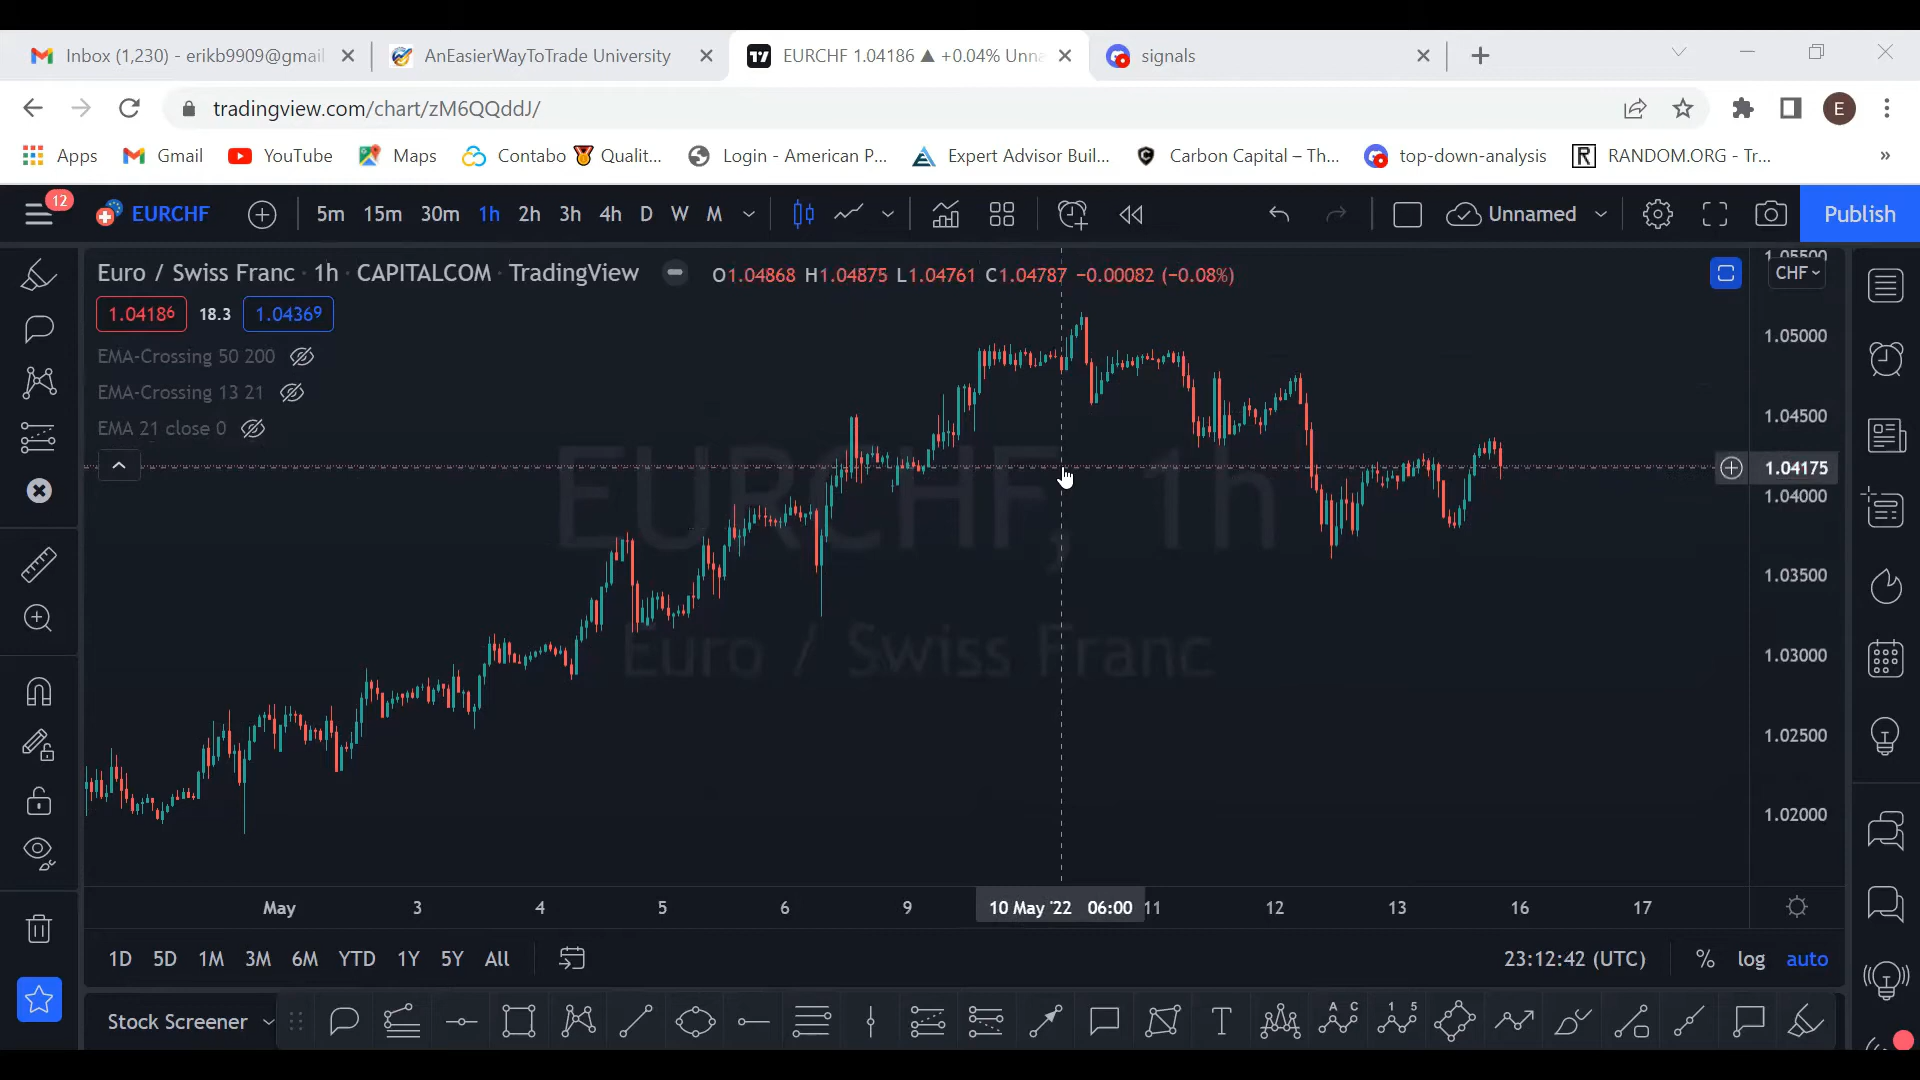 Inbox (1,230) - erikb9909@gmail
AnEasierWayToTrade University
EURCHF 1.04186 ▲ +0.04% Unna
signals
tradingview.com/chart/zM6QQddJ/
E
Apps
Gmail
YouTube
Maps
Contabo
Qualit...
Login - American P...
Expert Advisor Buil...
Carbon Capital – Th...
top-down-analysis
RANDOM.ORG - Tr...
»
12
EURCHF
5m 15m 30m 1h 2h 3h 4h D W M
Unnamed
Publish
Euro / Swiss Franc · 1h · CAPITALCOM · TradingView
O1.04868 H1.04875 L1.04761 C1.04787 −0.00082 (−0.08%)
CHF
1.04186 18.3 1.04369
EMA-Crossing 50 200
EMA-Crossing 13 21
EMA 21 close 0
EURCHF, 1h
Euro / Swiss Franc
1.05500
1.05000
1.04500
1.04175
1.04000
1.03500
1.03000
1.02500
1.02000
May 3 4 5 6 9 10 May '22 06:00 11 12 13 16 17
1D 5D 1M 3M 6M YTD 1Y 5Y All
23:12:42 (UTC)
% log auto
Stock Screener
T
A C
1 5